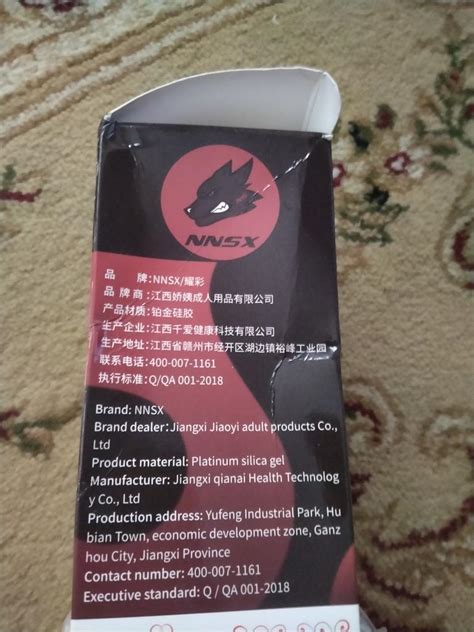 NNSX
品 牌:NNSX/耀彩
品 牌 商:江西娇姨成人用品有限公司
产品材质:铂金硅胶
生产企业:江西千爱健康科技有限公司
生产地址:江西省赣州市经开区湖边镇裕峰工业园
联系电话:400-007-1161
执行标准:Q/QA 001-2018
Brand: NNSX
Brand dealer: Jiangxi Jiaoyi adult products Co.,
Ltd
Product material: Platinum silica gel
Manufacturer: Jiangxi qianai Health Technolog
y Co., Ltd
Production address: Yufeng Industrial Park, Hu
bian Town, economic development zone, Ganz
hou City, Jiangxi Province
Contact number: 400-007-1161
Executive standard: Q / QA 001-2018